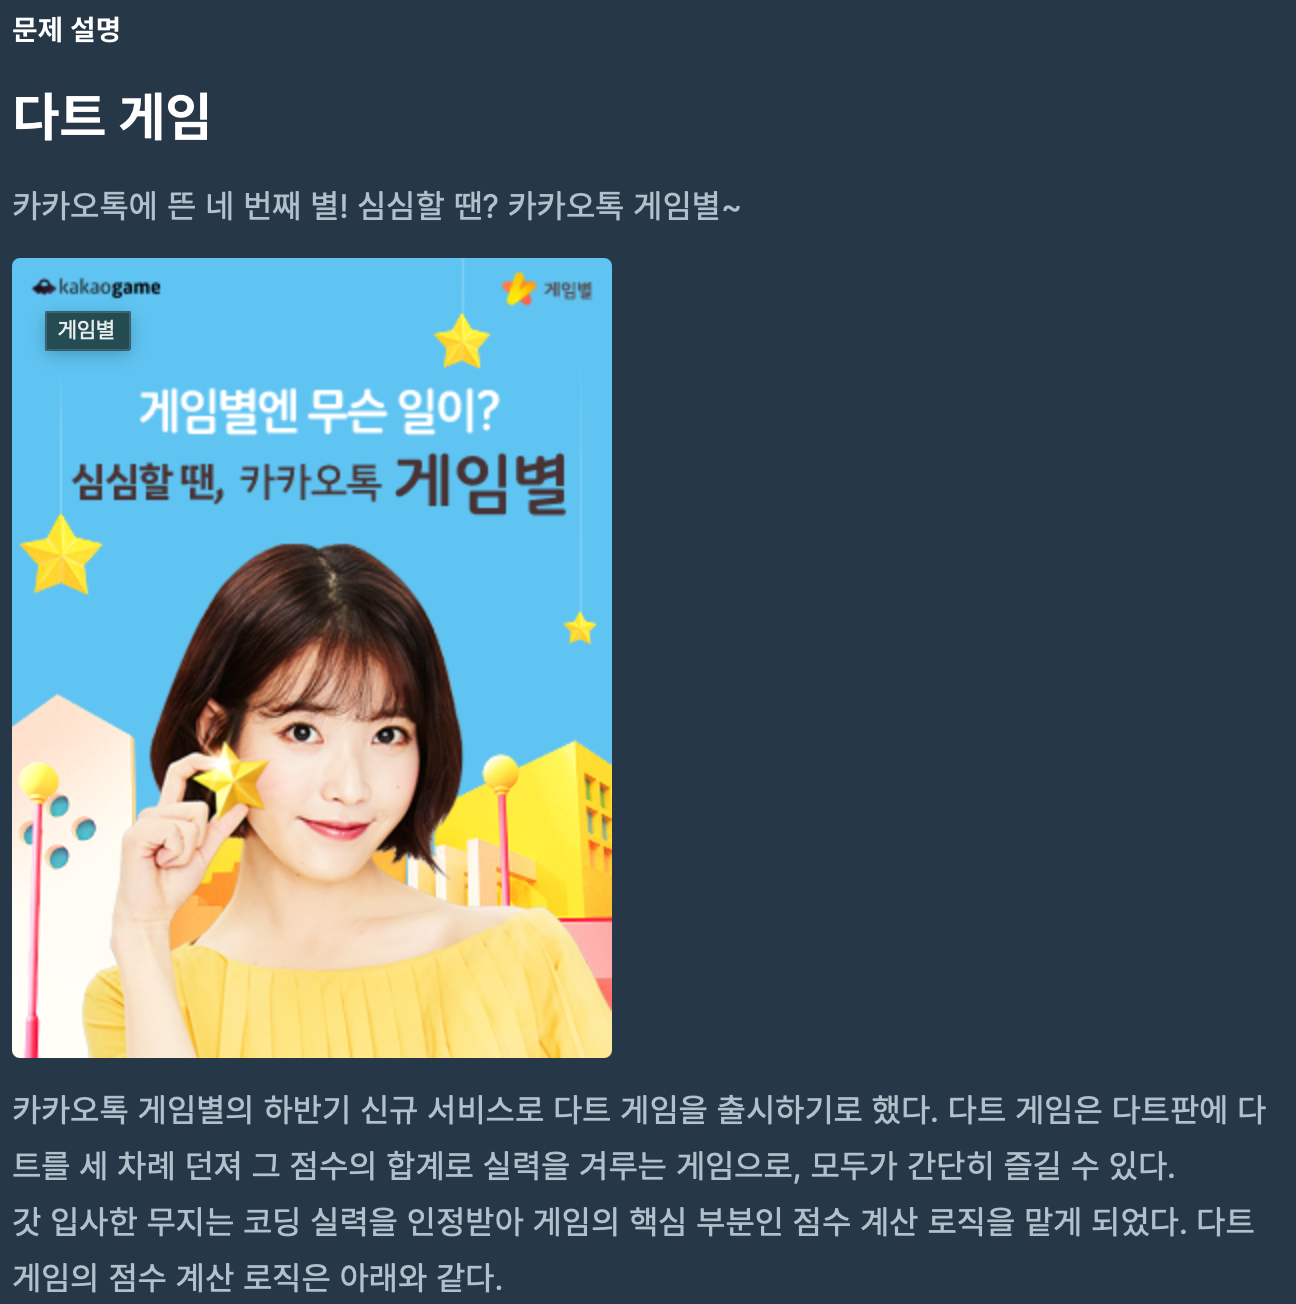 문제 설명
다트 게임
카카오톡에 뜬 네 번째 별! 심심할 땐? 카카오톡 게임별~
kakaogame
게임별
게임별
게임별엔 무슨 일이?
심심할 땐, 카카오톡 게임별
카카오톡 게임별의 하반기 신규 서비스로 다트 게임을 출시하기로 했다. 다트 게임은 다트판에 다
트를 세 차례 던져 그 점수의 합계로 실력을 겨루는 게임으로, 모두가 간단히 즐길 수 있다.
갓 입사한 무지는 코딩 실력을 인정받아 게임의 핵심 부분인 점수 계산 로직을 맡게 되었다. 다트
게임의 점수 계산 로직은 아래와 같다.